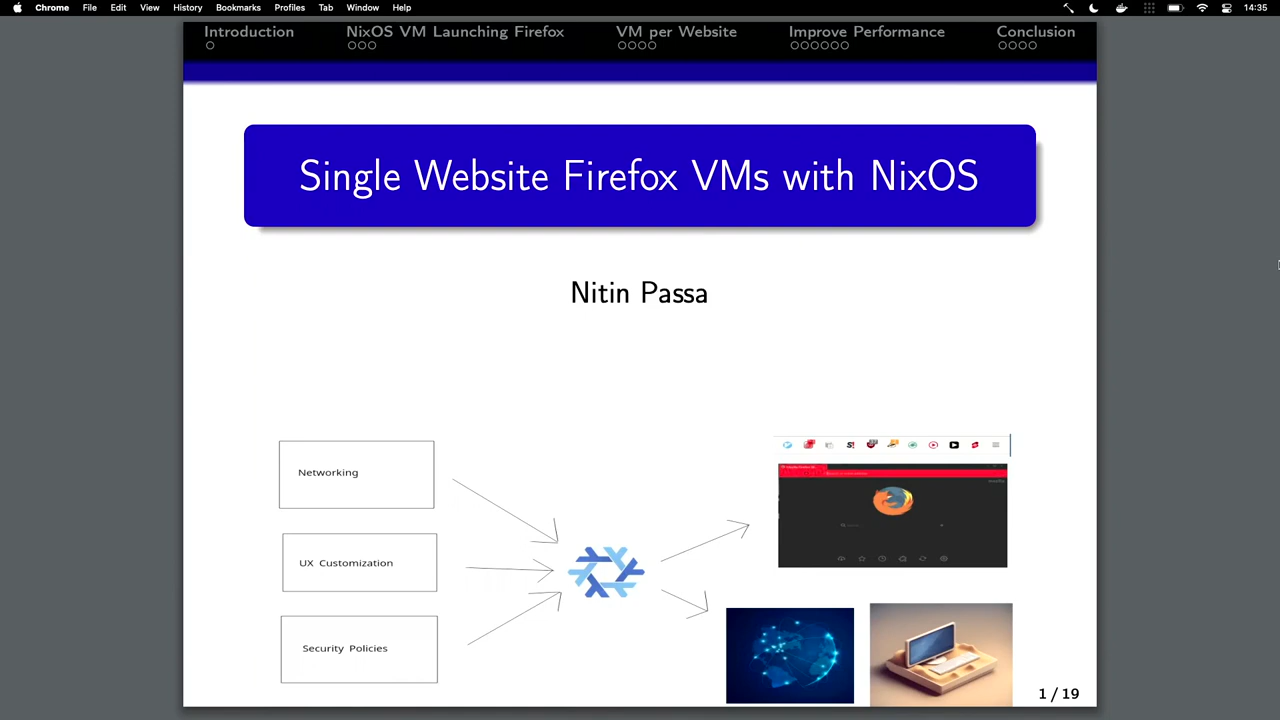 Chrome File Edit View History Bookmarks Profiles Tab Window Help 14:35
Introduction NixOS VM Launching Firefox VM per Website Improve Performance Conclusion
Single Website Firefox VMs with NixOS
Nitin Passa
Networking
UX Customization
Security Policies
1 / 19